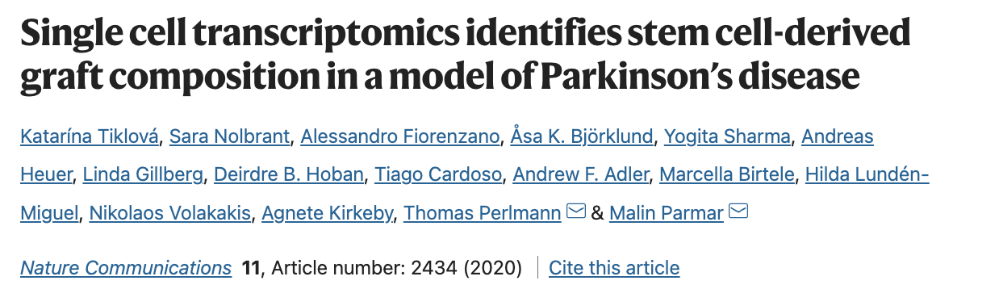 Single cell transcriptomics identifies stem cell-derived
graft composition in a model of Parkinson’s disease
Katarína Tiklová, Sara Nolbrant, Alessandro Fiorenzano, Åsa K. Björklund, Yogita Sharma, Andreas
Heuer, Linda Gillberg, Deirdre B. Hoban, Tiago Cardoso, Andrew F. Adler, Marcella Birtele, Hilda Lundén-
Miguel, Nikolaos Volakakis, Agnete Kirkeby, Thomas Perlmann & Malin Parmar
Nature Communications 11, Article number: 2434 (2020) Cite this article